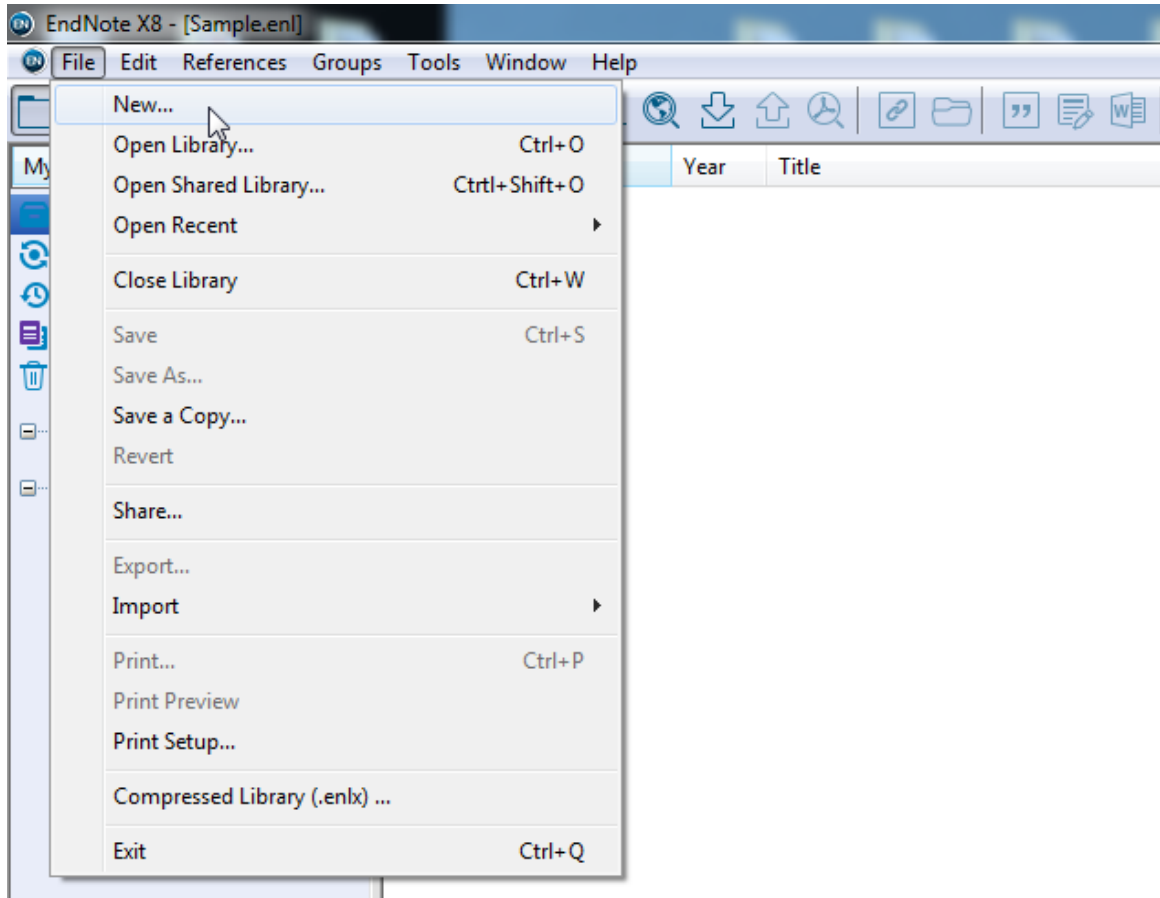 EndNote X8 - [Sample.enl]
File Edit References Groups Tools Window Help
New...
Open Library... Ctrl+O
My Year Title
Open Shared Library... Ctrtl+Shift+O
Open Recent
Close Library Ctrl+W
Save Ctrl+S
Save As...
Save a Copy...
Revert
Share...
Export...
Import
Print... Ctrl+P
Print Preview
Print Setup...
Compressed Library (.enlx) ...
Exit Ctrl+Q